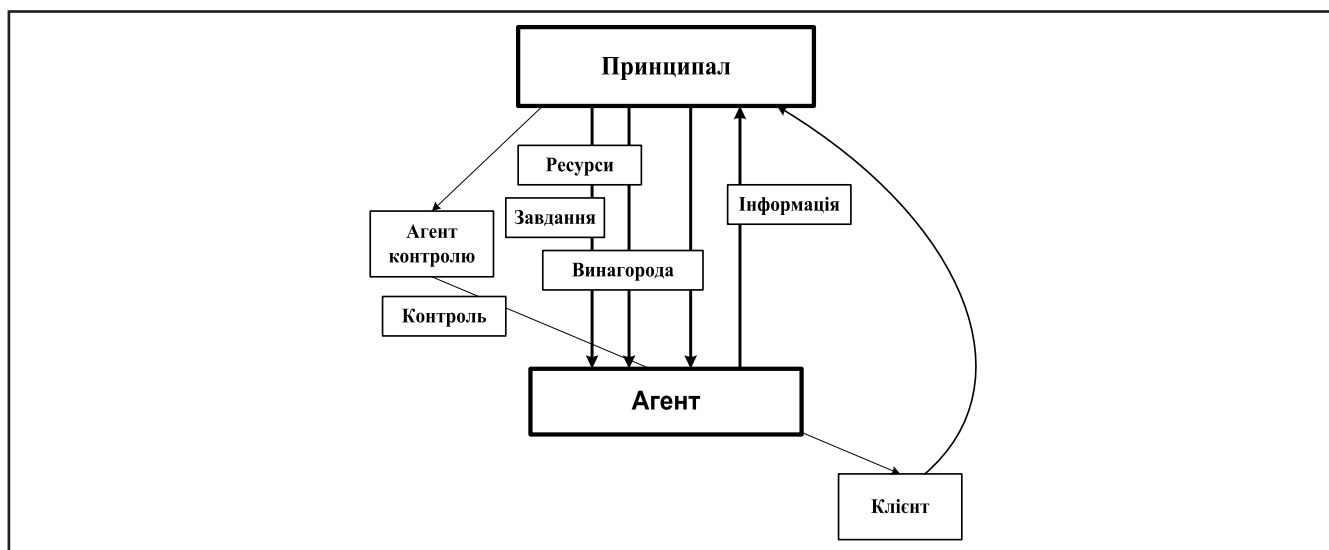 Принципал
Ресурси
Завдання
Інформація
Агент
контролю
Винагорода
Контроль
Агент
Клієнт